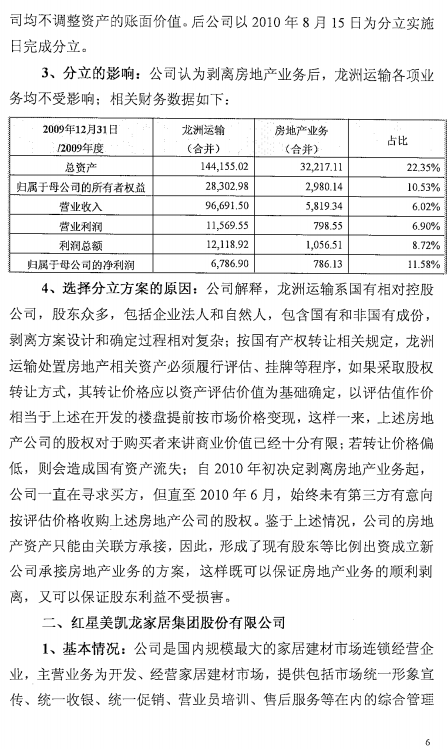 司均不调整资产的账面价值。后公司以 2010 年 8 月 15 日为分立实施
日完成分立。
3、分立的影响：公司认为剥离房地产业务后，龙洲运输各项业
务均不受影响；相关财务数据如下：
2009年12月31日 /2009年度 龙洲运输 （合并） 房地产业务 （合并） 占比
总资产 144,155.02 32,217.11 22.35%
归属于母公司的所有者权益 28,302.98 2,980.14 10.53%
营业收入 96,691.50 5,819.34 6.02%
营业利润 11,569.55 798.55 6.90%
利润总额 12,118.92 1,056.51 8.72%
归属于母公司的净利润 6,786.90 786.13 11.58%
4、选择分立方案的原因：公司解释，龙洲运输系国有相对控股
公司，股东众多，包括企业法人和自然人，包含国有和非国有成份，
剥离方案设计和确定过程相对复杂；按国有产权转让相关规定，龙洲
运输处置房地产相关资产必须履行评估、挂牌等程序，如果采取股权
转让方式，其转让价格应以资产评估价值为基础确定，以评估值作价
相当于上述在开发的楼盘提前按市场价格变现，这样一来，上述房地
产公司的股权对于购买者来讲商业价值已经十分有限；若转让价格偏
低，则会造成国有资产流失；自 2010 年初决定剥离房地产业务起，
公司一直在寻求买方，但直至 2010 年 6 月，始终未有第三方有意向
按评估价格收购上述房地产公司的股权。鉴于上述情况，公司的房地
产资产只能由关联方承接，因此，形成了现有股东等比例出资成立新
公司承接房地产业务的方案，这样既可以保证房地产业务的顺利剥
离，又可以保证股东利益不受损害。
二、红星美凯龙家居集团股份有限公司
1、基本情况：公司是国内规模最大的家居建材市场连锁经营企
业，主营业务为开发、经营家居建材市场，提供包括市场统一形象宣
传、统一收银、统一促销、营业员培训、售后服务等在内的综合管理
6